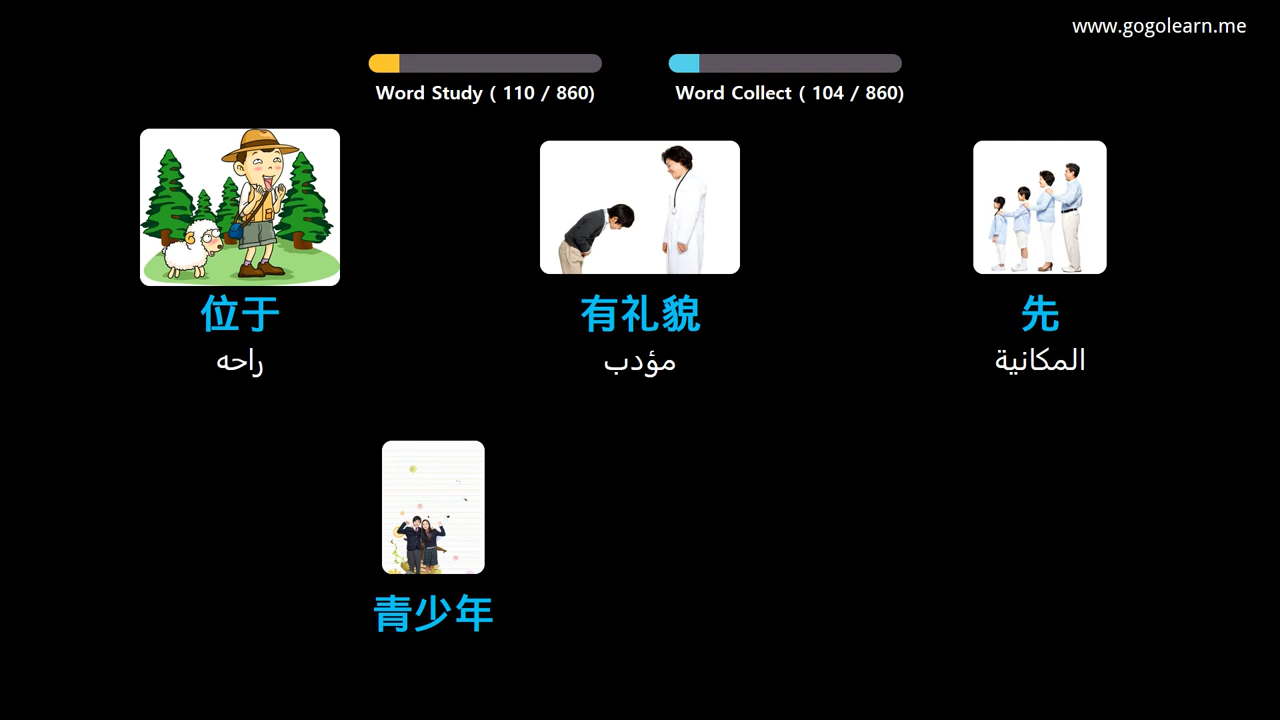 www.gogolearn.me
Word Study ( 110 / 860)
Word Collect ( 104 / 860)
位于
有礼貌
先
راحه
مؤدب
المكانية
青少年